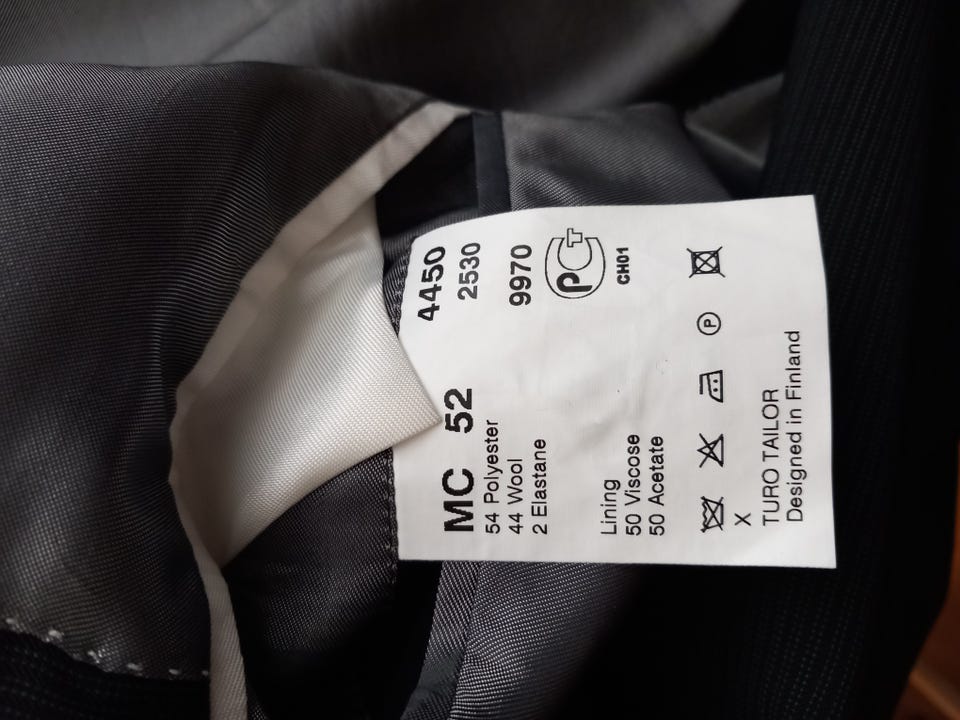 MC 52 4450
54 Polyester 2530
44 Wool
2 Elastane 9970
PCT
Lining CH01
50 Viscose
50 Acetate
P
X
TURO TAILOR
Designed in Finland